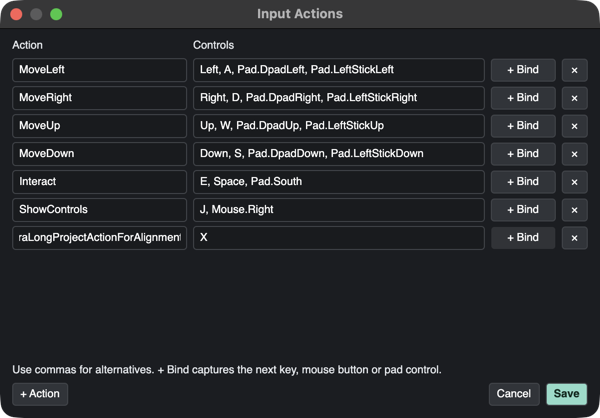 Input Actions
Action Controls
MoveLeft Left, A, Pad.DpadLeft, Pad.LeftStickLeft + Bind ×
MoveRight Right, D, Pad.DpadRight, Pad.LeftStickRight + Bind ×
MoveUp Up, W, Pad.DpadUp, Pad.LeftStickUp + Bind ×
MoveDown Down, S, Pad.DpadDown, Pad.LeftStickDown + Bind ×
Interact E, Space, Pad.South + Bind ×
ShowControls J, Mouse.Right + Bind ×
raLongProjectActionForAlignment X + Bind ×
Use commas for alternatives. + Bind captures the next key, mouse button or pad control.
+ Action Cancel Save